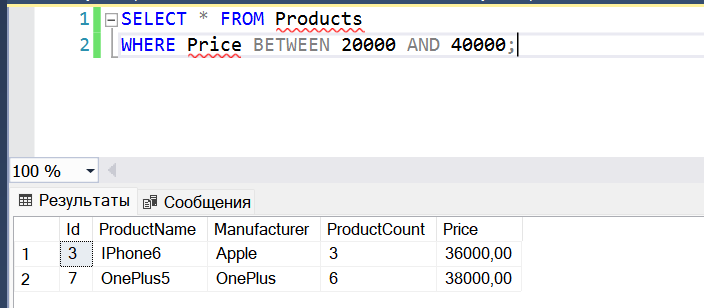 1 SELECT * FROM Products
2 WHERE Price BETWEEN 20000 AND 40000;
100 %
Результаты Сообщения
Id ProductName Manufacturer ProductCount Price
1 3 IPhone6 Apple 3 36000,00
2 7 OnePlus5 OnePlus 6 38000,00